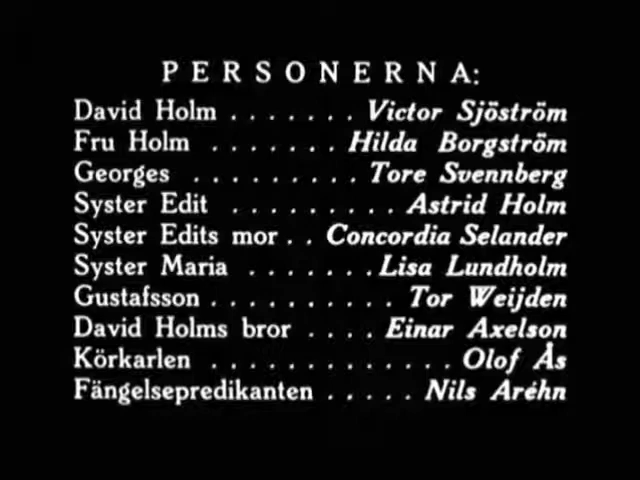 PERSONERNA:
David Holm . . . . . . . Victor Sjöström
Fru Holm . . . . . . . Hilda Borgström
Georges . . . . . . . . . Tore Svennberg
Syster Edit . . . . . . . . . Astrid Holm
Syster Edits mor . . Concordia Selander
Syster Maria . . . . . . . Lisa Lundholm
Gustafsson . . . . . . . . . . Tor Weijden
David Holms bror . . . . Einar Axelson
Körkarlen . . . . . . . . . . . . . Olof Ås
Fängelsepredikanten . . . . . Nils Aréhn